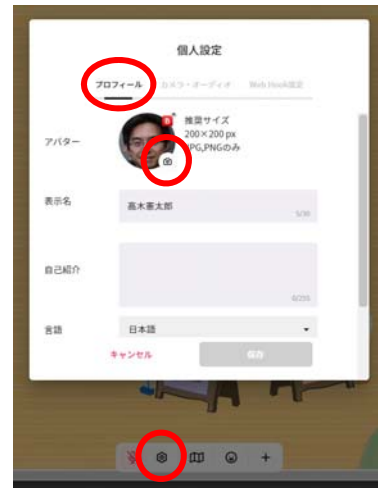 個人設定
プロフィール カメラ・オーディオ Web Hook設定
アバター
推奨サイズ
200×200 px
JPG,PNGのみ
表示名
高木憲太郎
5/30
自己紹介
0/255
言語
日本語
キャンセル
保存